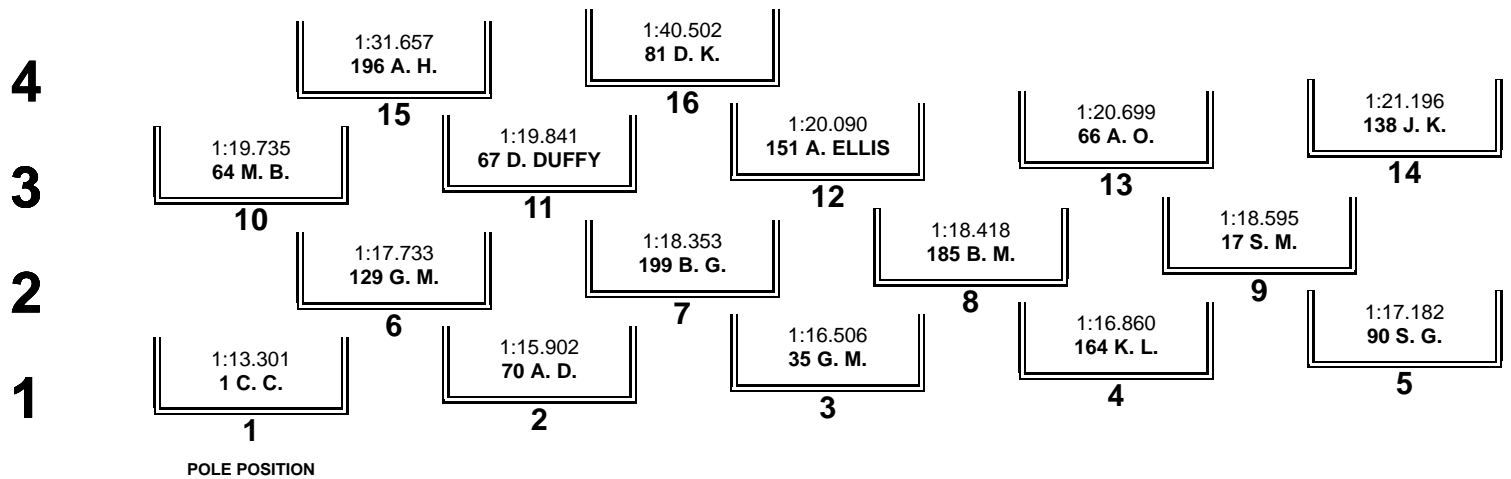 4
1:31.657
196 A. H.
15
1:40.502
81 D. K.
16
3
1:19.735
64 M. B.
10
1:19.841
67 D. DUFFY
11
1:20.090
151 A. ELLIS
12
1:20.699
66 A. O.
13
1:21.196
138 J. K.
14
2
1:17.733
129 G. M.
6
1:18.353
199 B. G.
7
1:18.418
185 B. M.
8
1:18.595
17 S. M.
9
1
1:13.301
1 C. C.
1
1:15.902
70 A. D.
2
1:16.506
35 G. M.
3
1:16.860
164 K. L.
4
1:17.182
90 S. G.
5
POLE POSITION